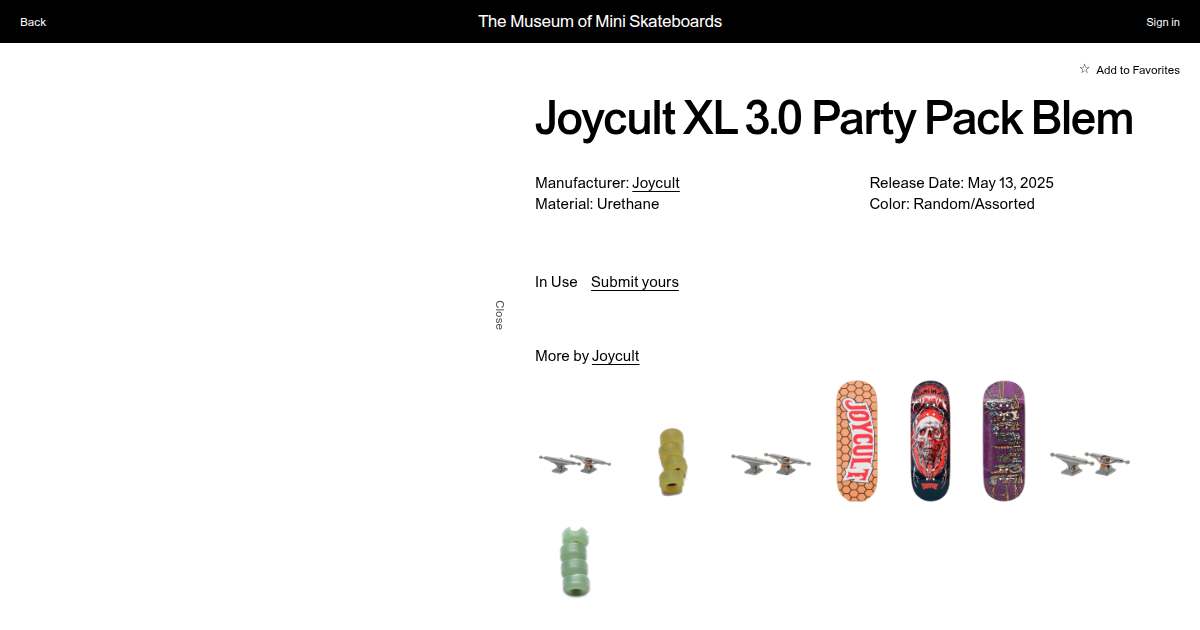 Back
The Museum of Mini Skateboards
Sign in
☆ Add to Favorites
Joycult XL 3.0 Party Pack Blem
Manufacturer: Joycult
Material: Urethane
Release Date: May 13, 2025
Color: Random/Assorted
In Use Submit yours
Close
More by Joycult
JOYCULT